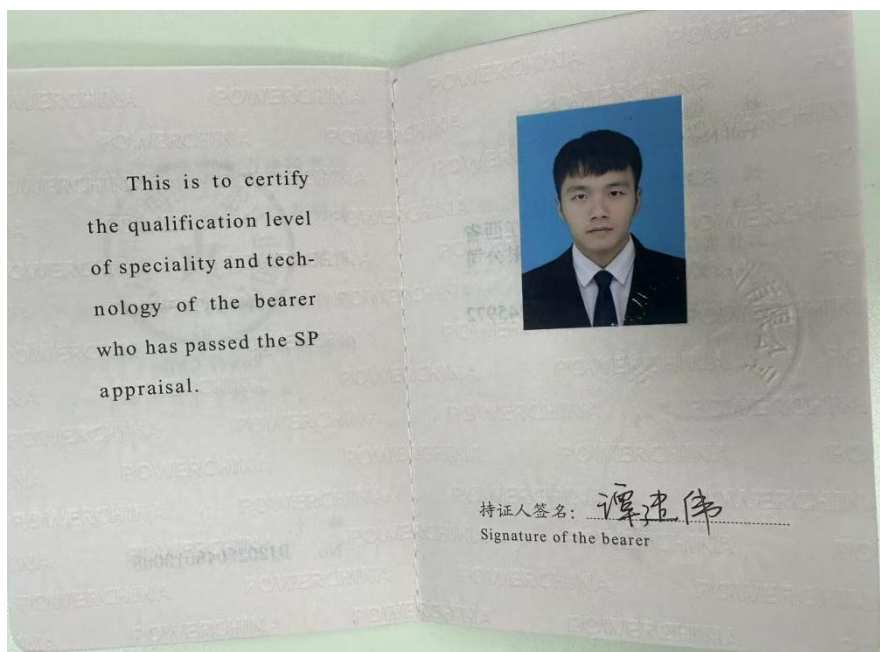 This is to certify
the qualification level
of speciality and tech-
nology of the bearer
who has passed the SP
appraisal.
POWERCHINA
持证人签名：谭建伟
Signature of the bearer